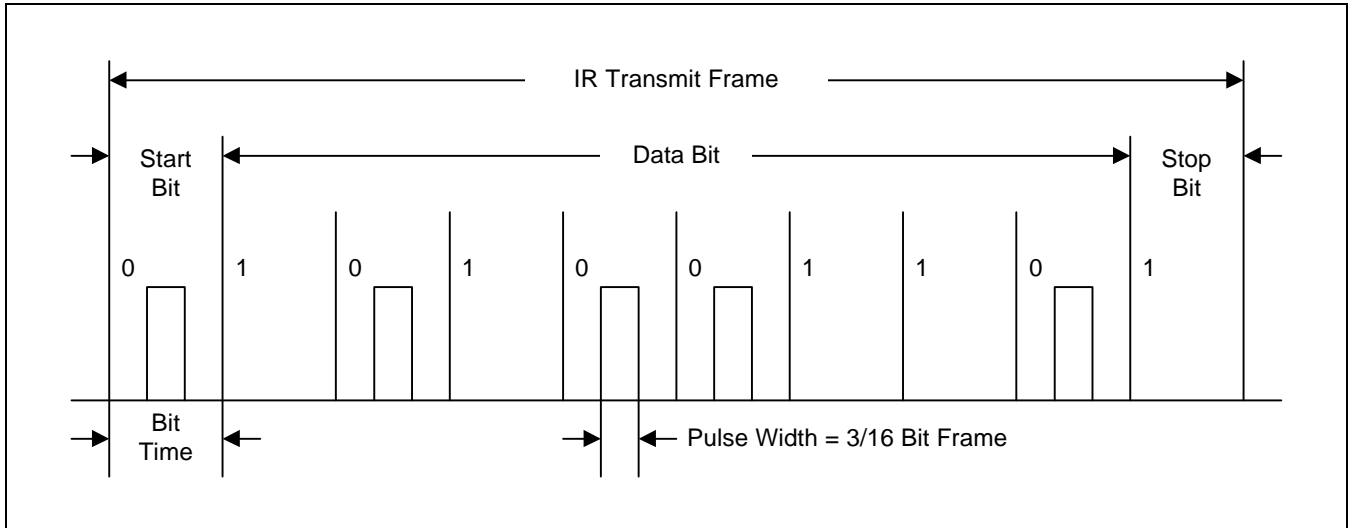 IR Transmit Frame
Start
Bit
Data Bit
Stop
Bit
0 1 0 1 0 0 1 1 0 1
Bit
Time
Pulse Width = 3/16 Bit Frame